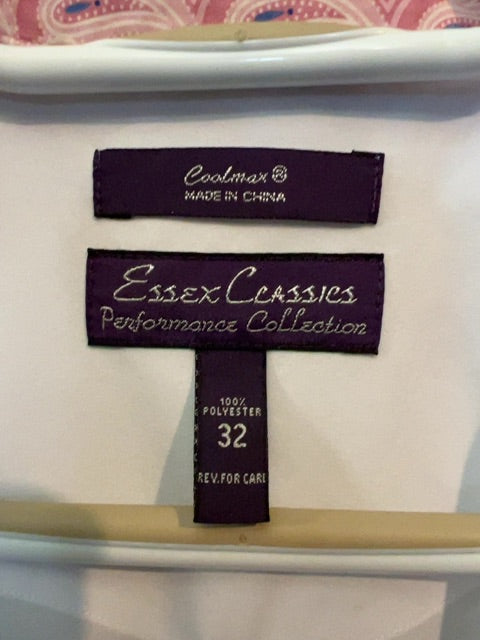 Coolmax®
MADE IN CHINA
ESSEX CLASSICS
Performance Collection
100%
POLYESTER
32
REV.FOR CARE